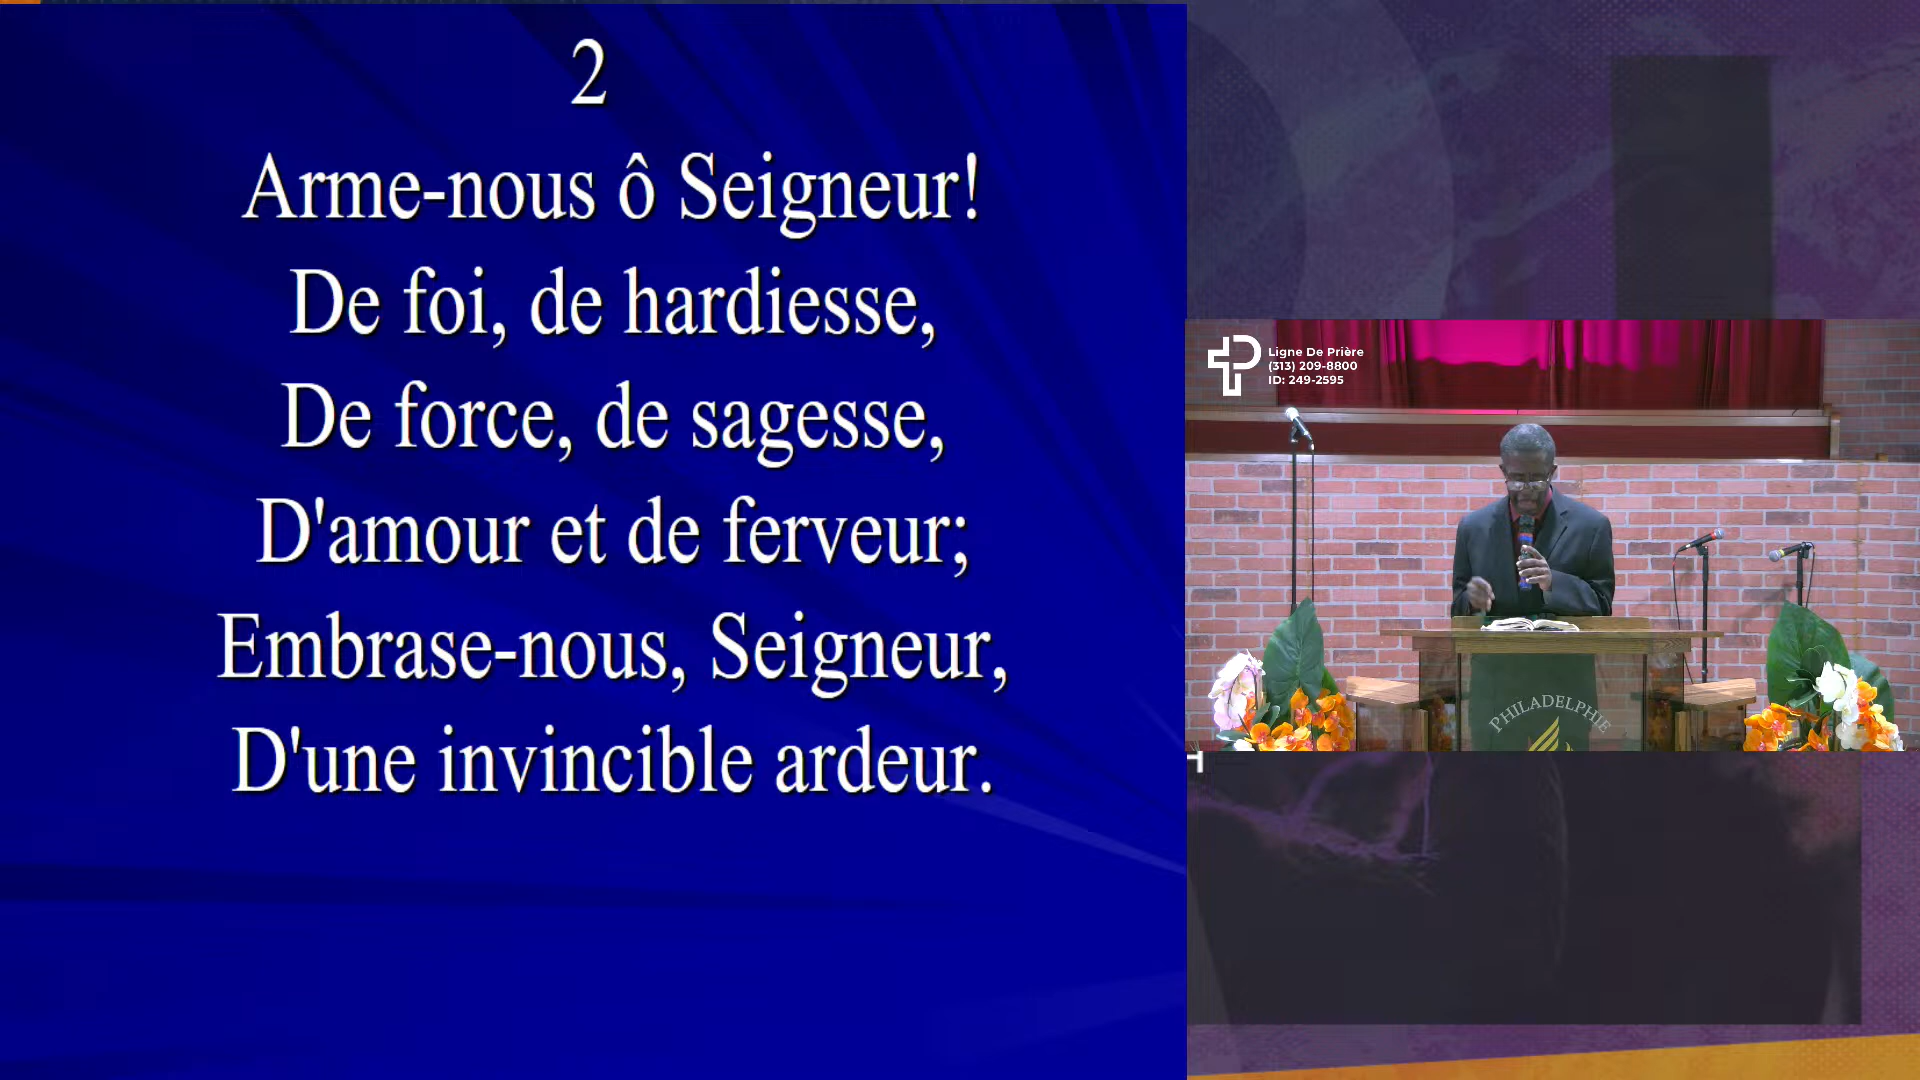 2
Arme-nous ô Seigneur!
De foi, de hardiesse,
De force, de sagesse,
D'amour et de ferveur;
Embrase-nous, Seigneur,
D'une invincible ardeur.
Ligne De Prière
(313) 209-8800
ID: 249-2595
PHILADELPHIE